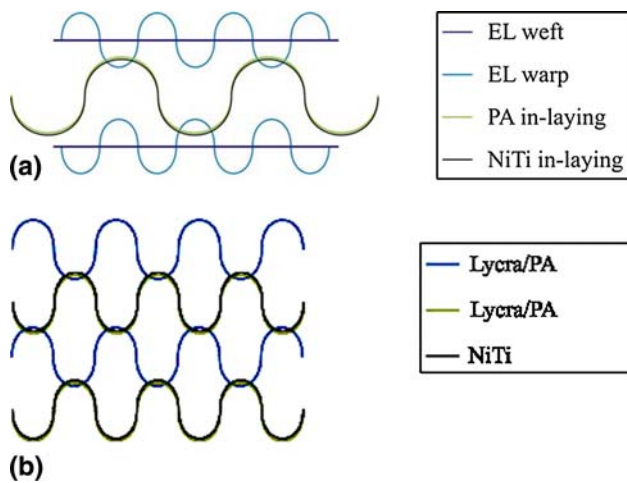 EL weft
EL warp
PA in-laying
NiTi in-laying
(a)
Lycra/PA
Lycra/PA
NiTi
(b)